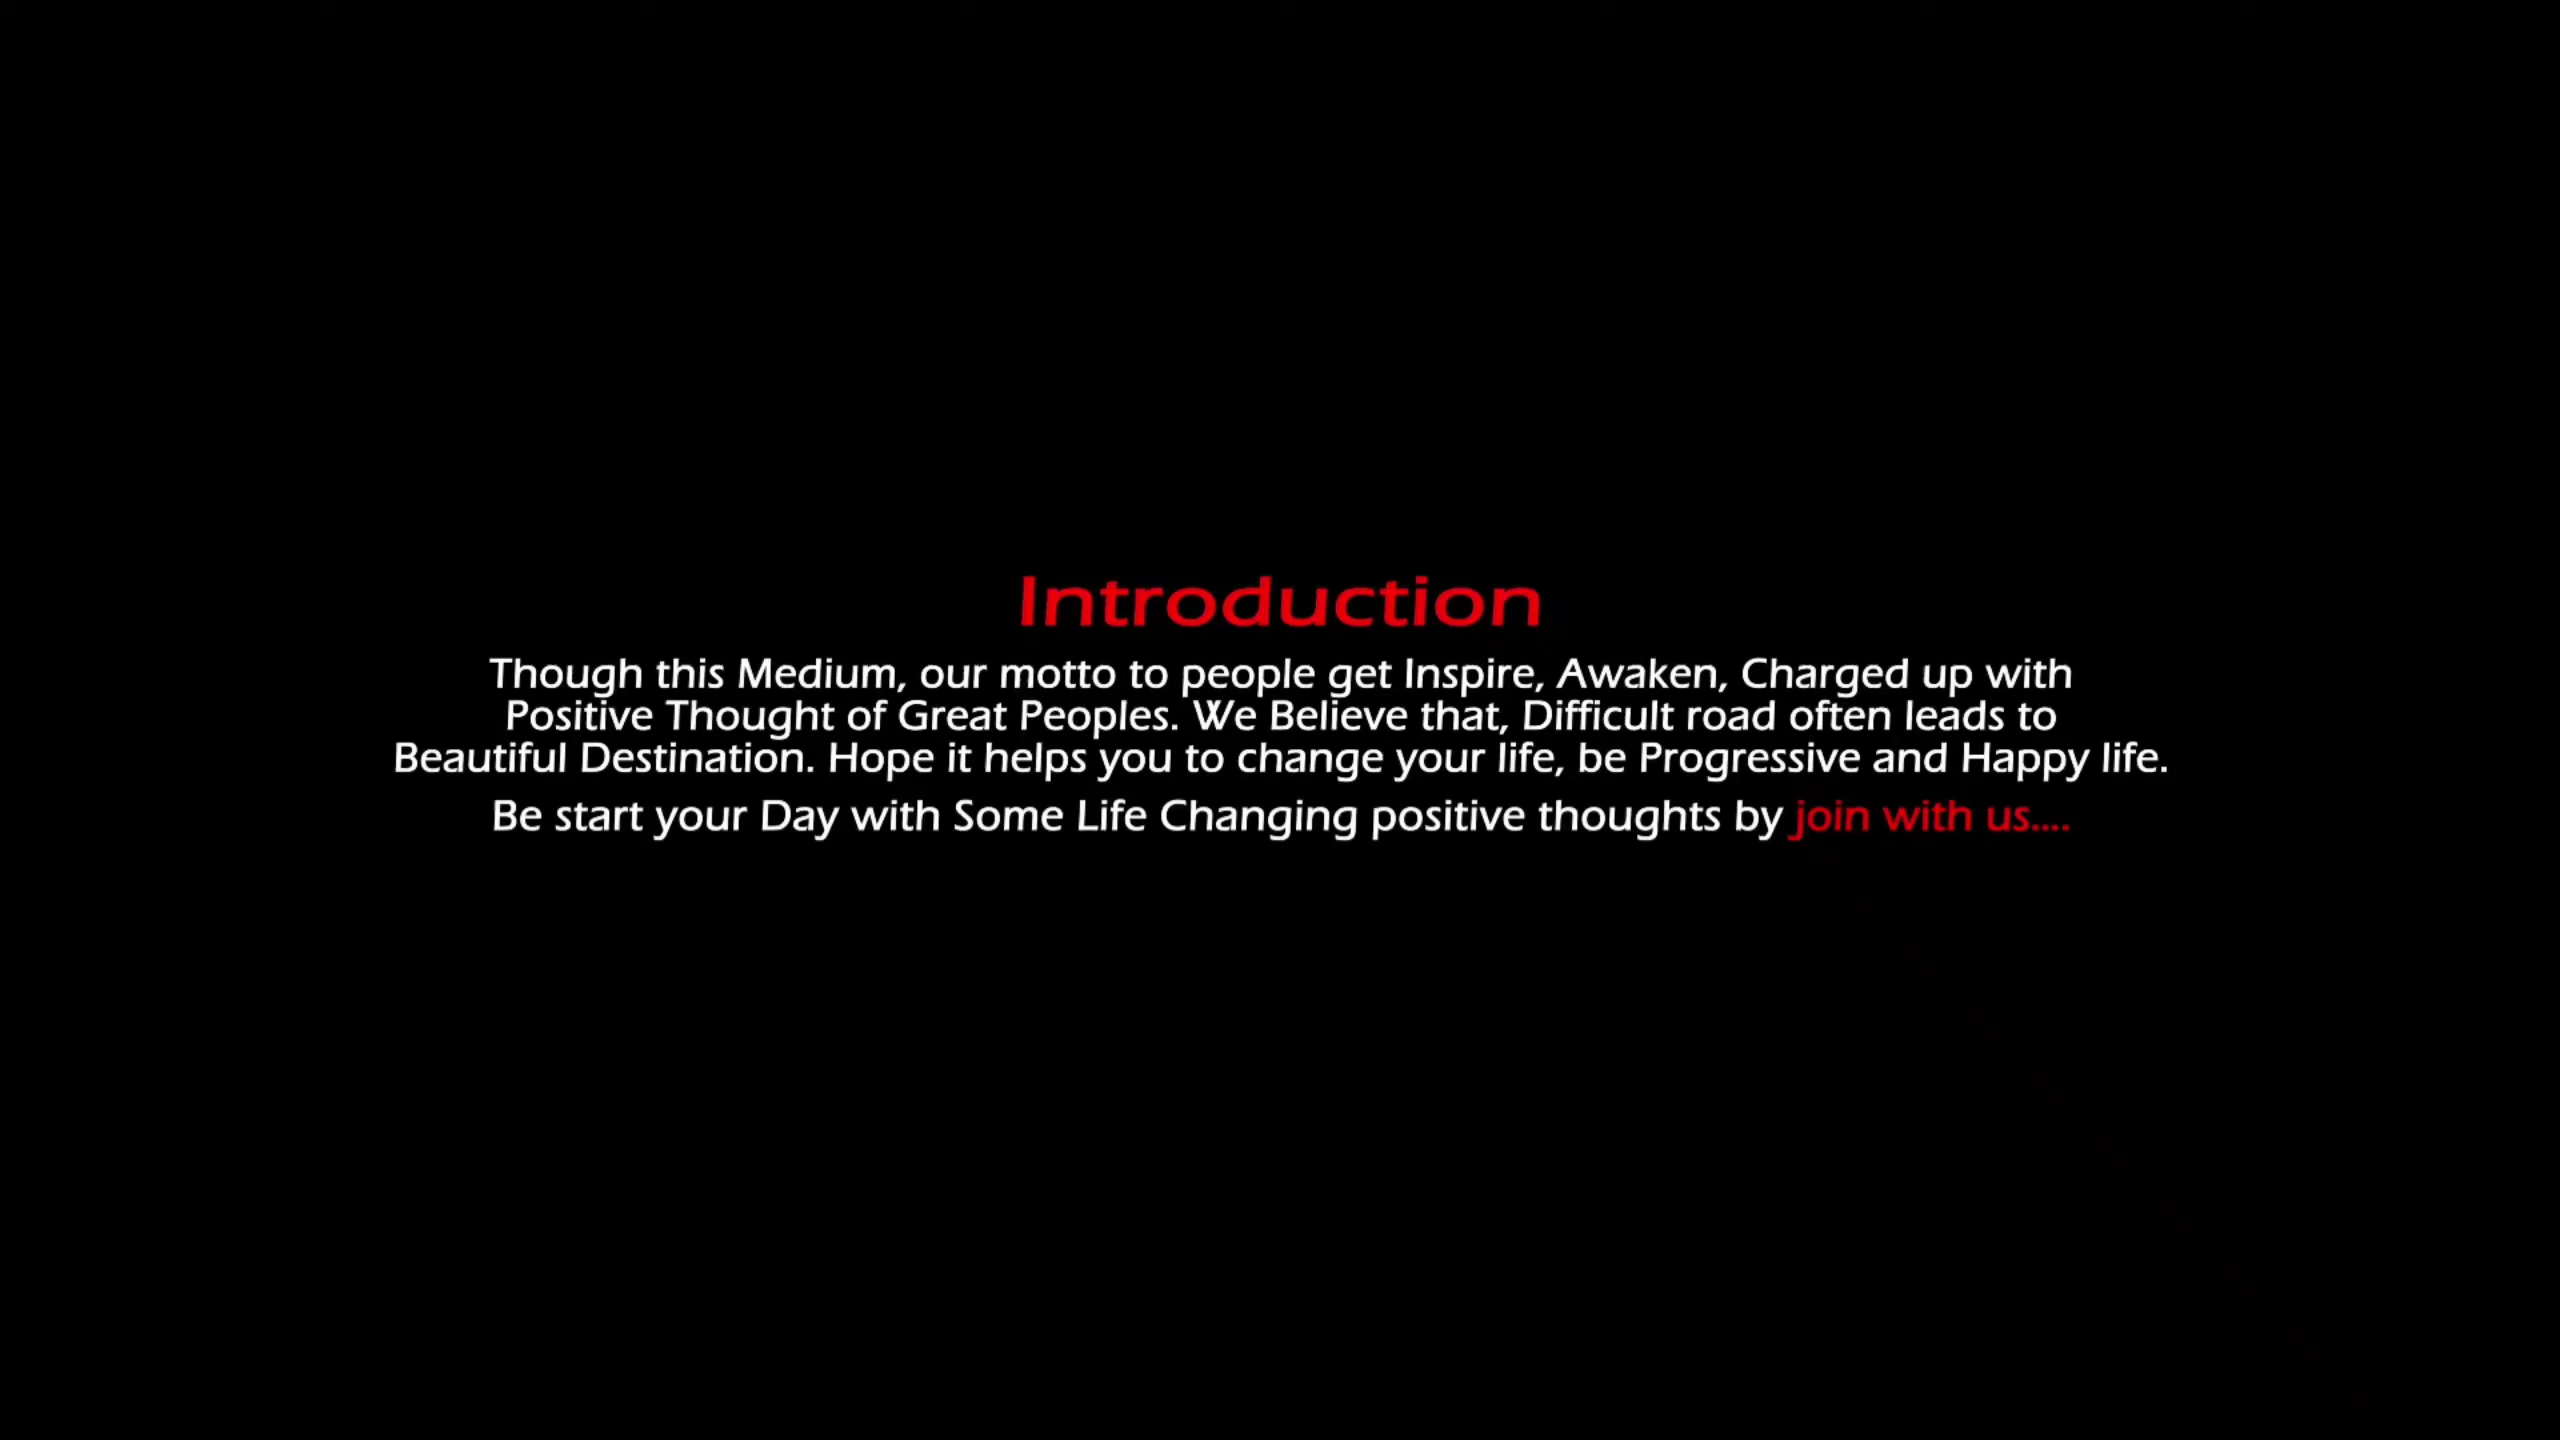 Introduction
Though this Medium, our motto to people get Inspire, Awaken, Charged up with
Positive Thought of Great Peoples. We Believe that, Difficult road often leads to
Beautiful Destination. Hope it helps you to change your life, be Progressive and Happy life.
Be start your Day with Some Life Changing positive thoughts by join with us....